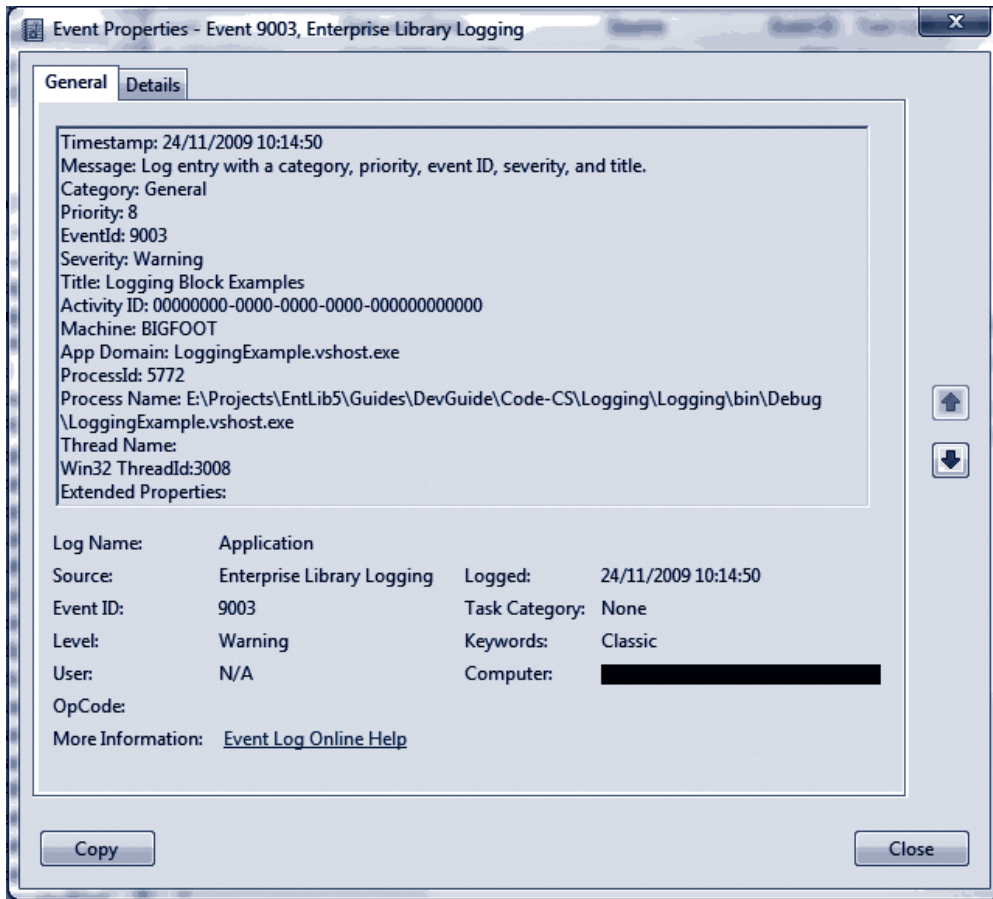 Event Properties - Event 9003, Enterprise Library Logging
X
General Details
Timestamp: 24/11/2009 10:14:50
Message: Log entry with a category, priority, event ID, severity, and title.
Category: General
Priority: 8
EventId: 9003
Severity: Warning
Title: Logging Block Examples
Activity ID: 00000000-0000-0000-0000-000000000000
Machine: BIGFOOT
App Domain: LoggingExample.vshost.exe
ProcessId: 5772
Process Name: E:\Projects\EntLib5\Guides\DevGuide\Code-CS\Logging\Logging\bin\Debug
\LoggingExample.vshost.exe
Thread Name:
Win32 ThreadId:3008
Extended Properties:
Log Name: Application
Source: Enterprise Library Logging Logged: 24/11/2009 10:14:50
Event ID: 9003 Task Category: None
Level: Warning Keywords: Classic
User: N/A Computer:
OpCode:
More Information: Event Log Online Help
Copy Close